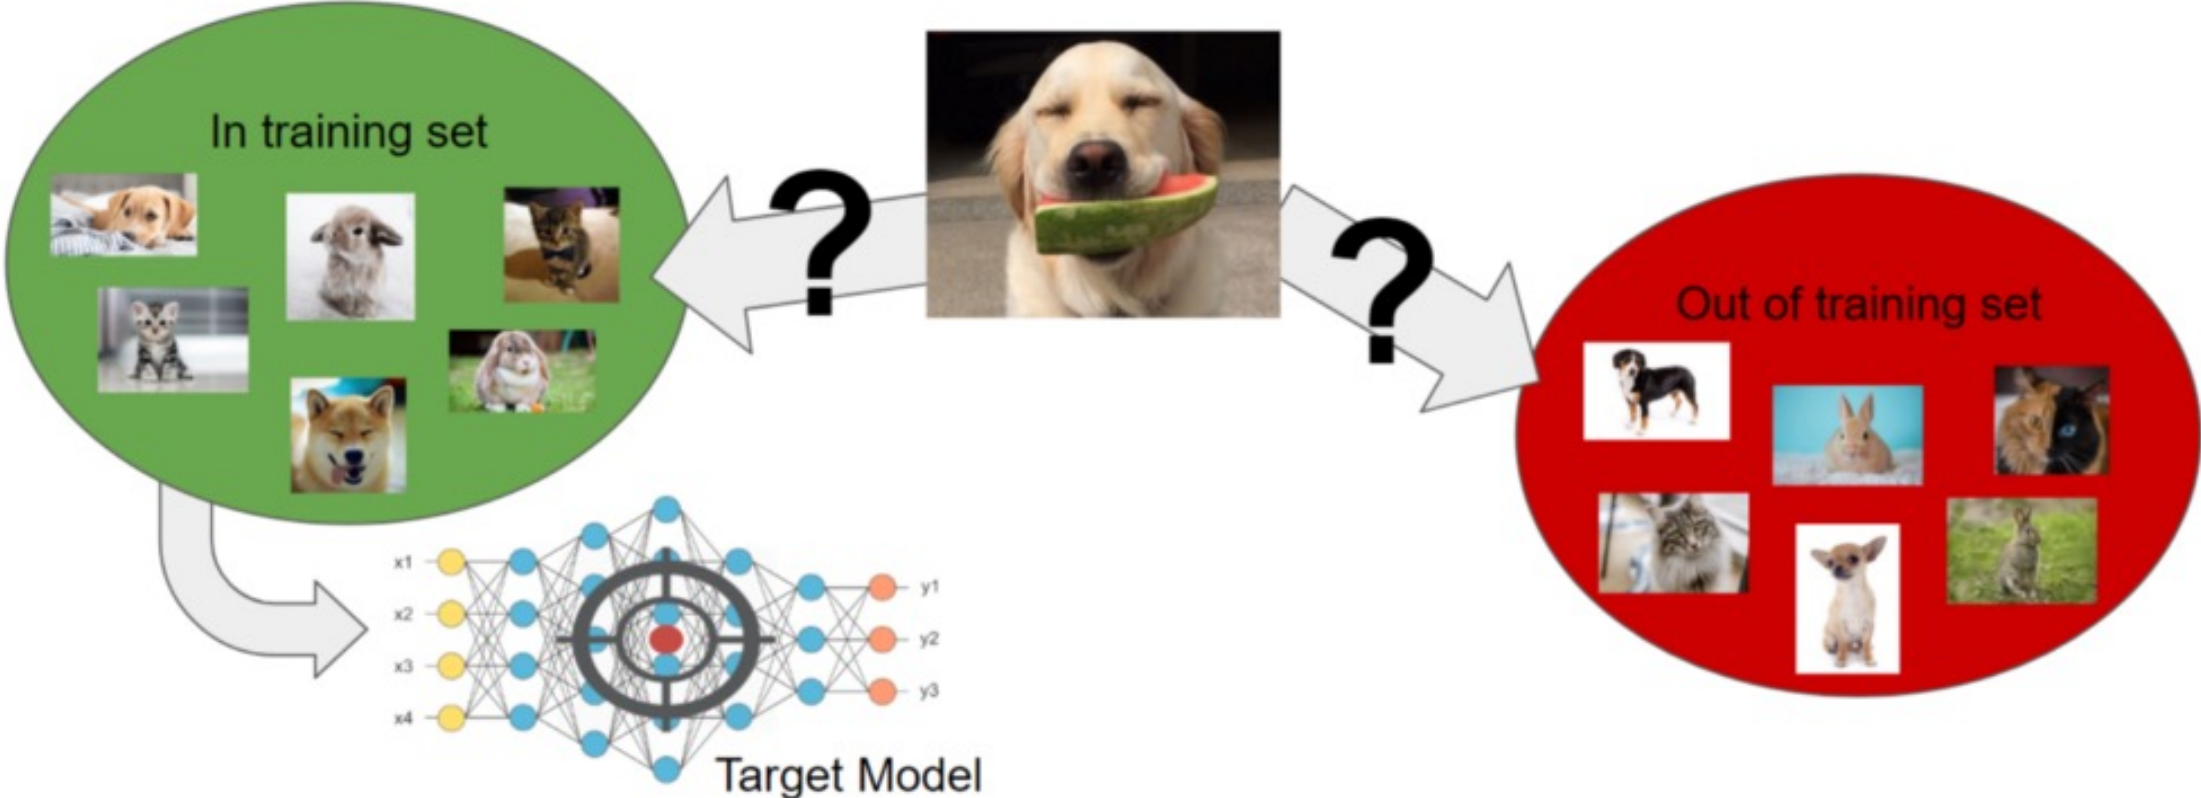 In training set
?
?
Out of training set
x1
x2
x3
x4
y1
y2
y3
Target Model